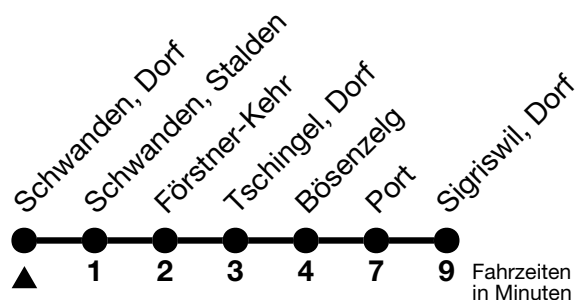 Schwanden, Dorf
Schwanden, Stalden
Förstner-Kehr
Tschingel, Dorf
Bösenzelg
Port
Sigriswil, Dorf
1 2 3 4 7 9 Fahrzeiten
in Minuten